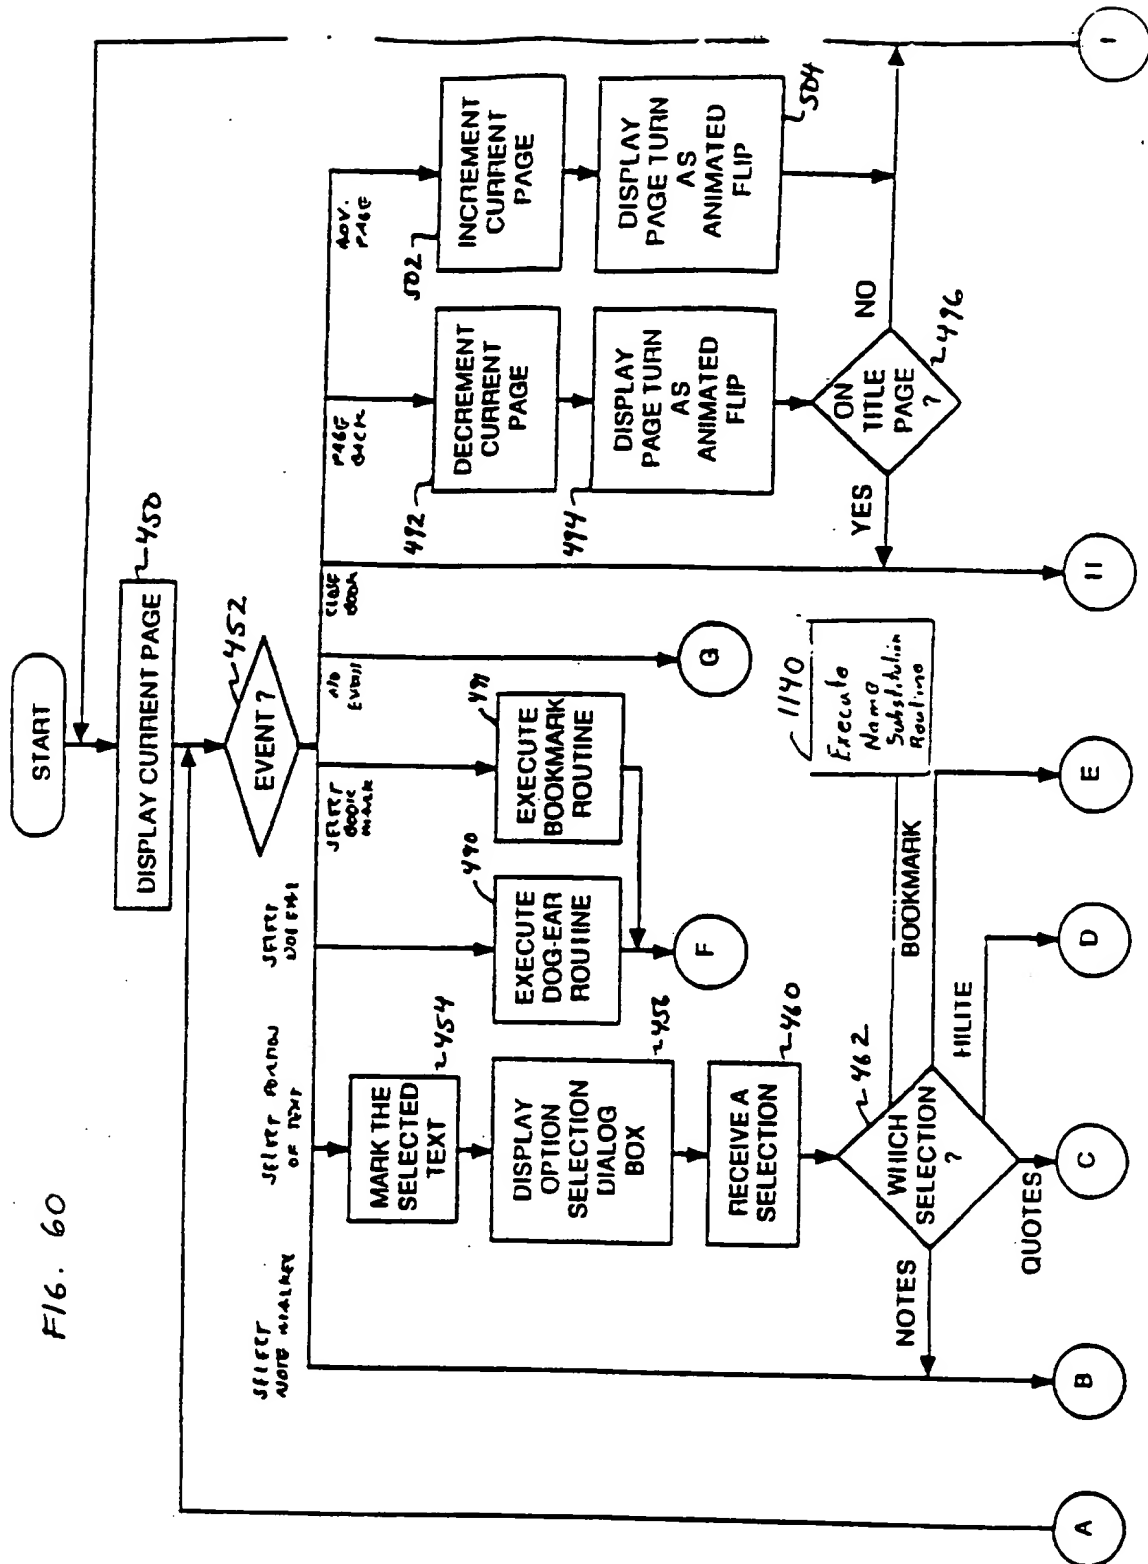 FIG. 60
START
DISPLAY CURRENT PAGE
450
EVENT ?
452
SELECT
NOTE MARKER
SELECT PORTION
OF TEXT
SELECT
SELECT
BOOK
MARK
NO
EVENT
CLOSE
BOOK
PAGE
BACK
ADV.
PAGE
MARK THE
SELECTED
TEXT
454
DISPLAY
OPTION
SELECTION
DIALOG
BOX
RECEIVE A
SELECTION
460
WHICH
SELECTION
?
462
NOTES
QUOTES
HILITE
BOOKMARK
EXECUTE
DOG-EAR
ROUTINE
490
EXECUTE
BOOKMARK
ROUTINE
491
1140
Execute
Name
Substitution
Routine
DECREMENT
CURRENT
PAGE
492
DISPLAY
PAGE TURN
AS
ANIMATED
FLIP
494
ON
TITLE
PAGE
?
496
YES
NO
INCREMENT
CURRENT
PAGE
502
DISPLAY
PAGE TURN
AS
ANIMATED
FLIP
504
A
B
C
D
E
F
G
H
I